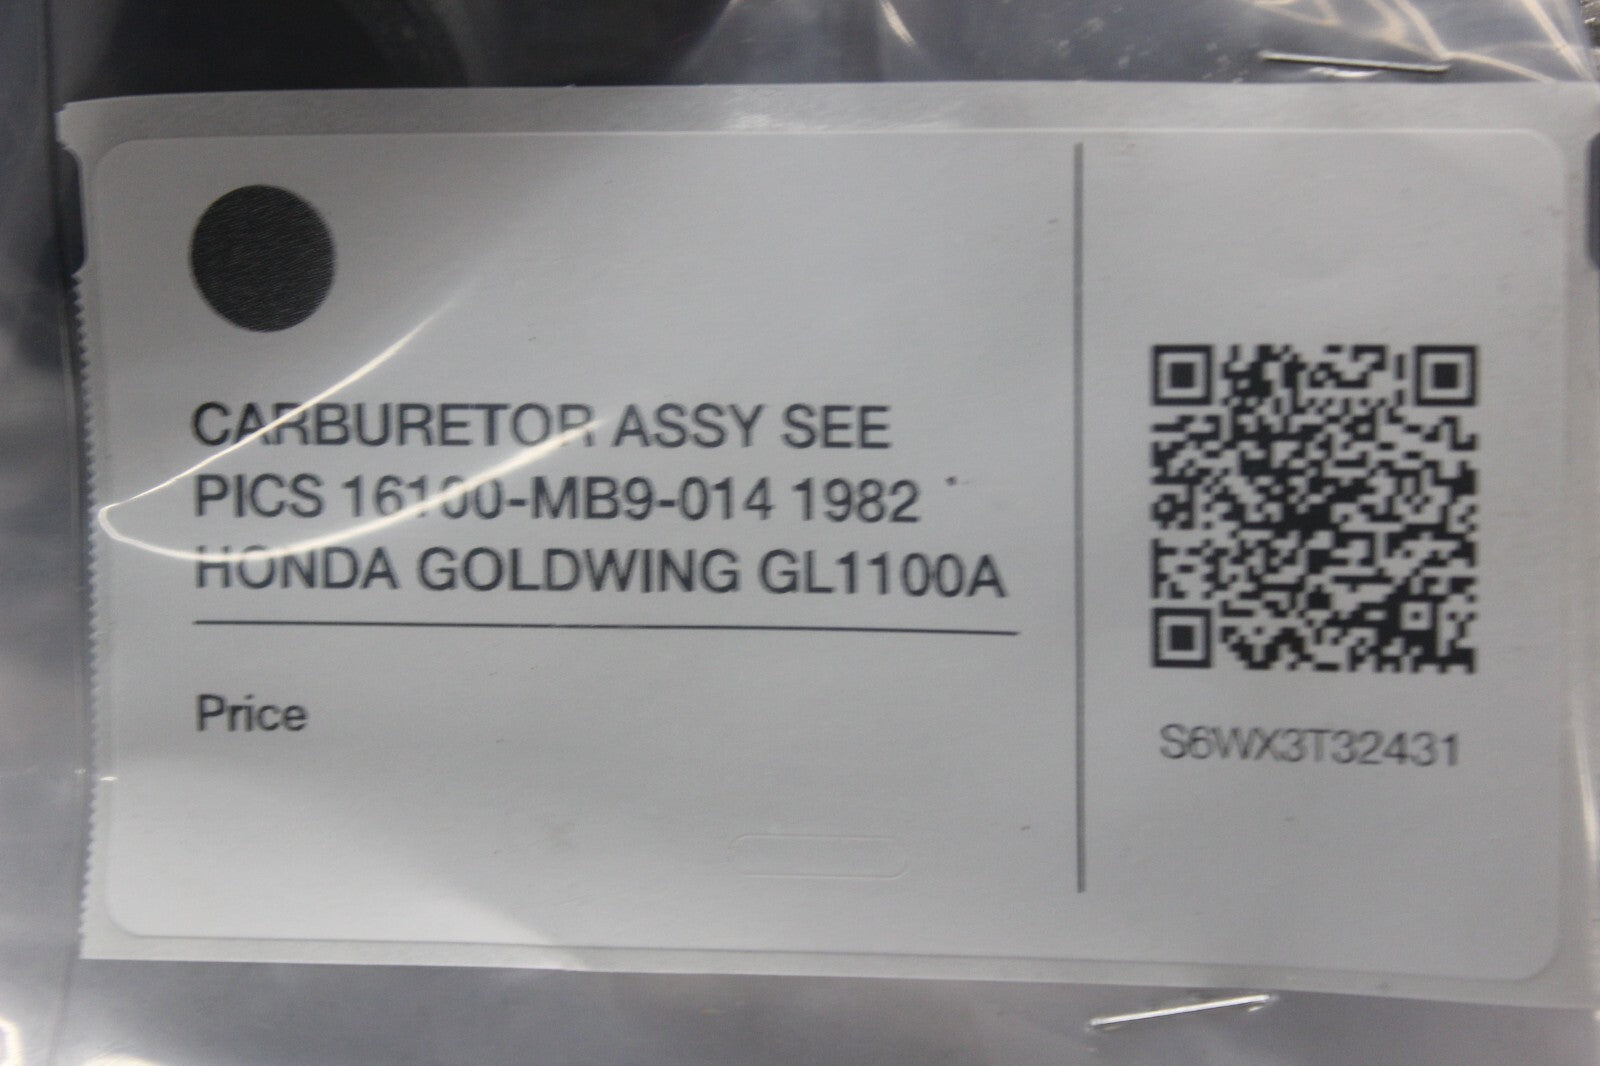 CARBURETOR ASSY SEE
PICS 16100-MB9-014 1982
HONDA GOLDWING GL1100A
Price
S6WX3T32431